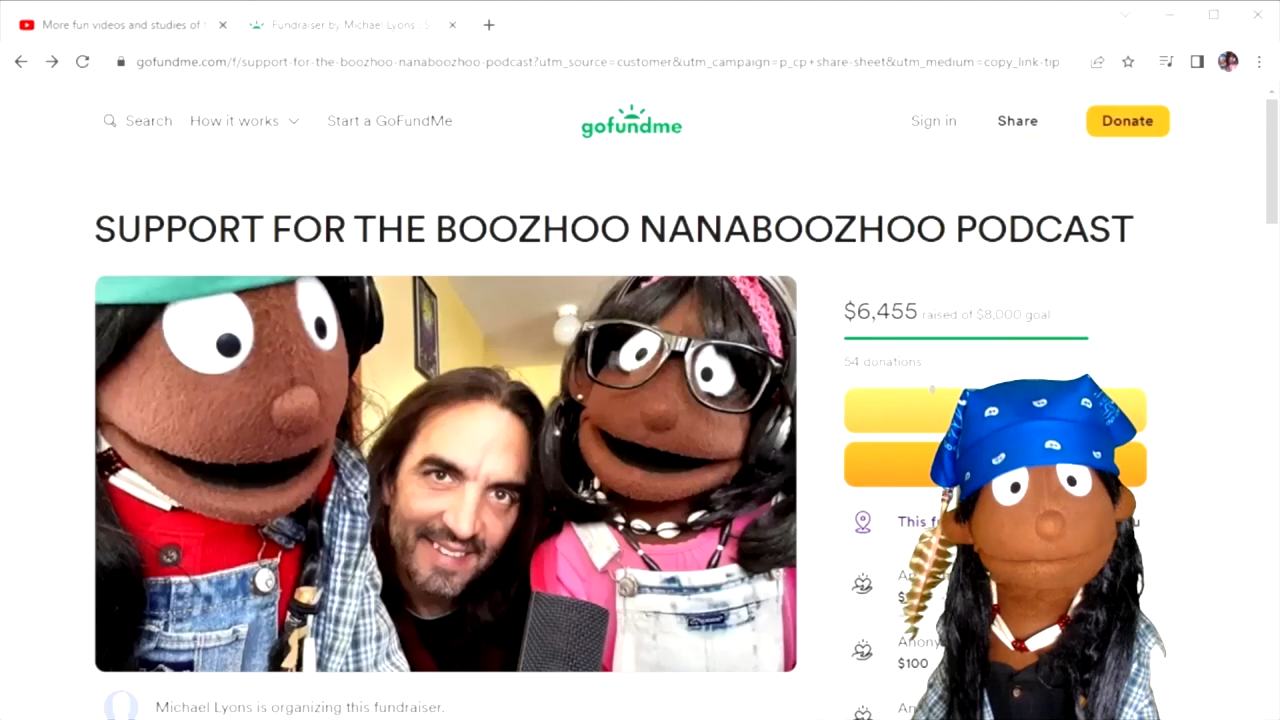 More fun videos and studies of
Fundraiser by Michael Lyons : S
gofundme.com/f/support-for-the-boozhoo-nanaboozhoo-podcast?utm_source=customer&utm_campaign=p_cp+share-sheet&utm_medium=copy_link-tip
Search How it works Start a GoFundMe gofundme Sign in Share Donate
SUPPORT FOR THE BOOZHOO NANABOOZHOO PODCAST
$6,455 raised of $8,000 goal
54 donations
This
Anony
$100
Michael Lyons is organizing this fundraiser.